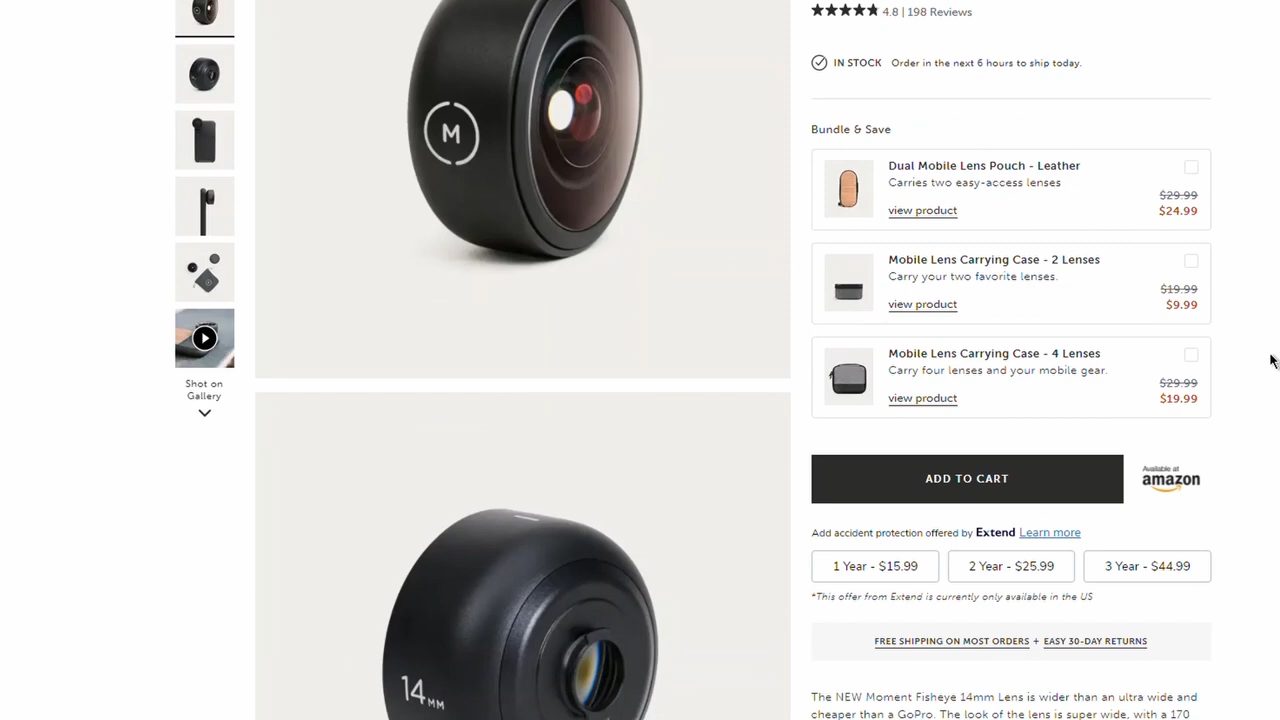 4.8 | 198 Reviews
IN STOCK Order in the next 6 hours to ship today.
M
Bundle & Save
Dual Mobile Lens Pouch - Leather
Carries two easy-access lenses
$29.99
view product
$24.99
Mobile Lens Carrying Case - 2 Lenses
Carry your two favorite lenses.
$19.99
view product
$9.99
Mobile Lens Carrying Case - 4 Lenses
Carry four lenses and your mobile gear.
$29.99
view product
$19.99
Shot on
Gallery
ADD TO CART
Available at
amazon
Add accident protection offered by Extend Learn more
1 Year - $15.99
2 Year - $25.99
3 Year - $44.99
*This offer from Extend is currently only available in the US
FREE SHIPPING ON MOST ORDERS + EASY 30-DAY RETURNS
14MM
The NEW Moment Fisheye 14mm Lens is wider than an ultra wide and
cheaper than a GoPro. The look of the lens is super wide, with a 170